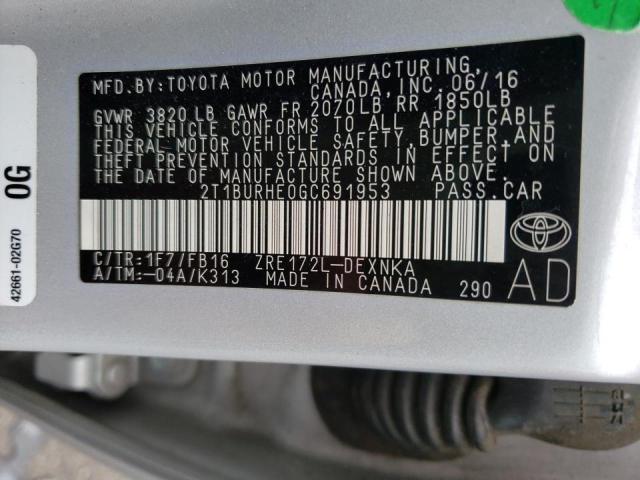 MFD.BY:TOYOTA MOTOR MANUFACTURING
CANADA, INC. 06/16
GVWR 3820 LB GAWR FR 2070LB RR 1850LB
THIS VEHICLE CONFORMS TO ALL APPLICABLE
FEDERAL MOTOR VEHICLE SAFETY, BUMPER, AND
THEFT PREVENTION STANDARDS IN EFFECT ON
THE DATE OF MANUFACTURE SHOWN ABOVE.
2T1BURHE0GC691953 PASS.CAR
C/TR:1F7/FB16 ZRE172L-DEXNKA
A/TM:-04A/K313 MADE IN CANADA 290
AD
0G
42661-02G70